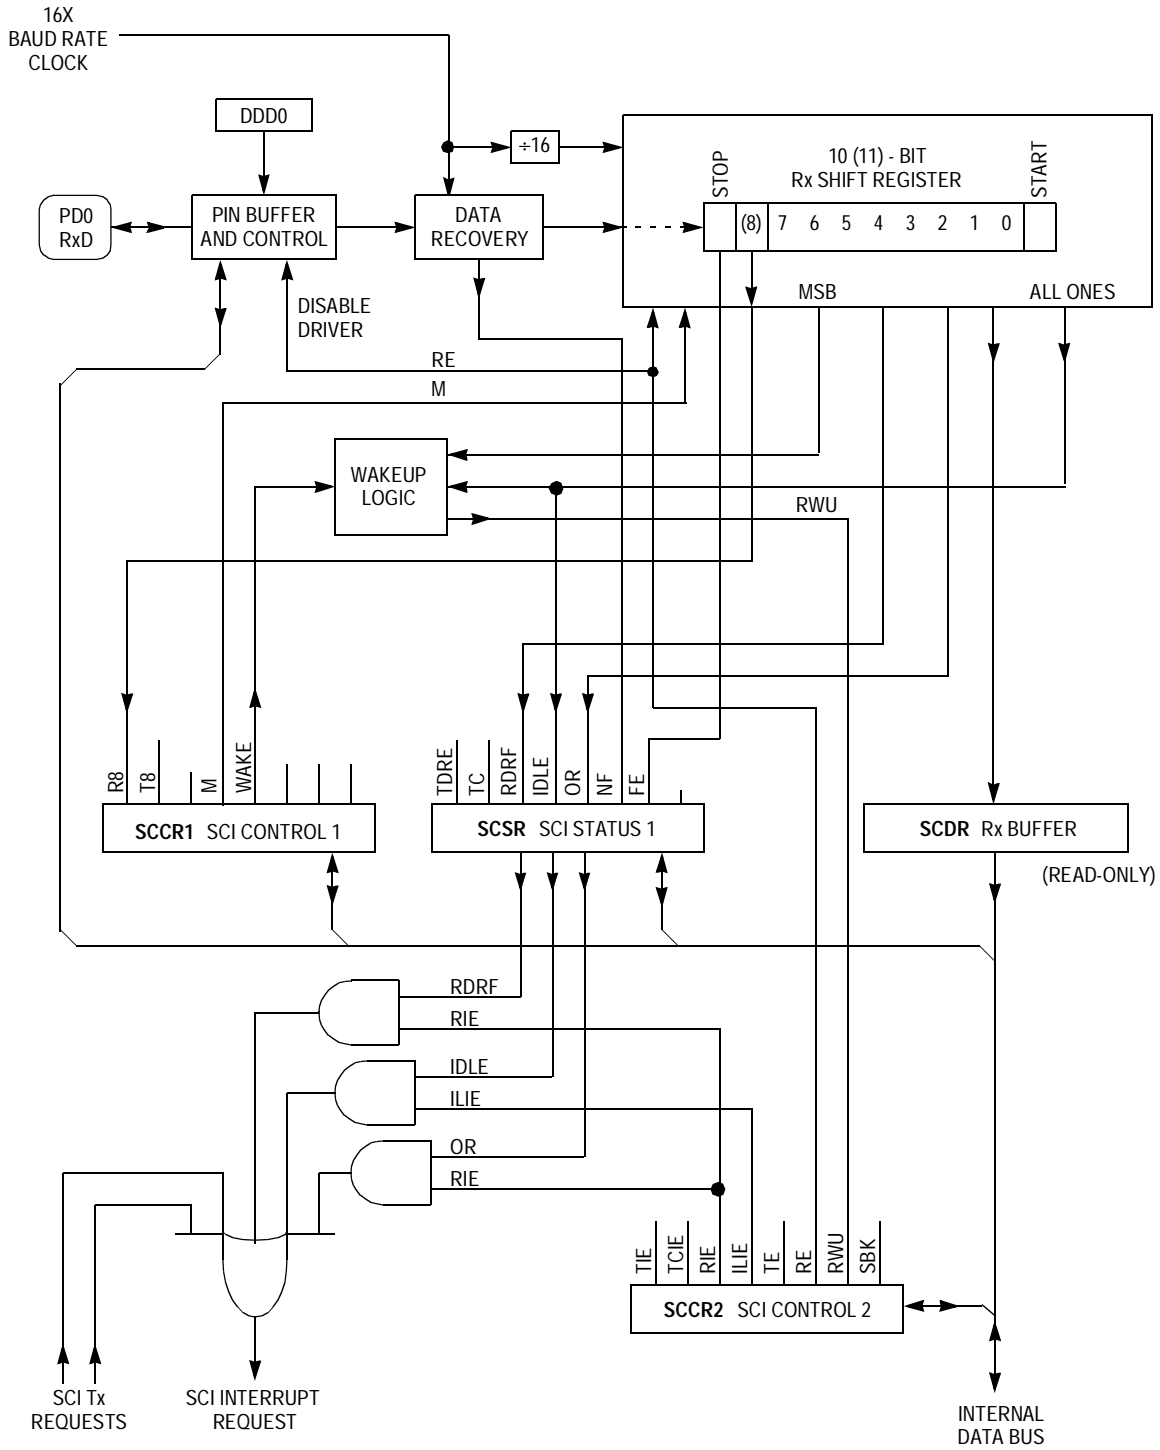 16X
BAUD RATE
CLOCK
DDD0
÷16
10 (11) - BIT
Rx SHIFT REGISTER
STOP
START
PD0
RxD
PIN BUFFER
AND CONTROL
DATA
RECOVERY
(8) 7 6 5 4 3 2 1 0
MSB
ALL ONES
DISABLE
DRIVER
RE
M
WAKEUP
LOGIC
RWU
R8
T8
M
WAKE
TDRE
TC
RDRF
IDLE
OR
NF
FE
SCCR1 SCI CONTROL 1
SCSR SCI STATUS 1
SCDR Rx BUFFER
(READ-ONLY)
RDRF
RIE
IDLE
ILIE
OR
RIE
TIE
TCIE
RIE
ILIE
TE
RE
RWU
SBK
SCCR2 SCI CONTROL 2
SCI Tx
REQUESTS
SCI INTERRUPT
REQUEST
INTERNAL
DATA BUS